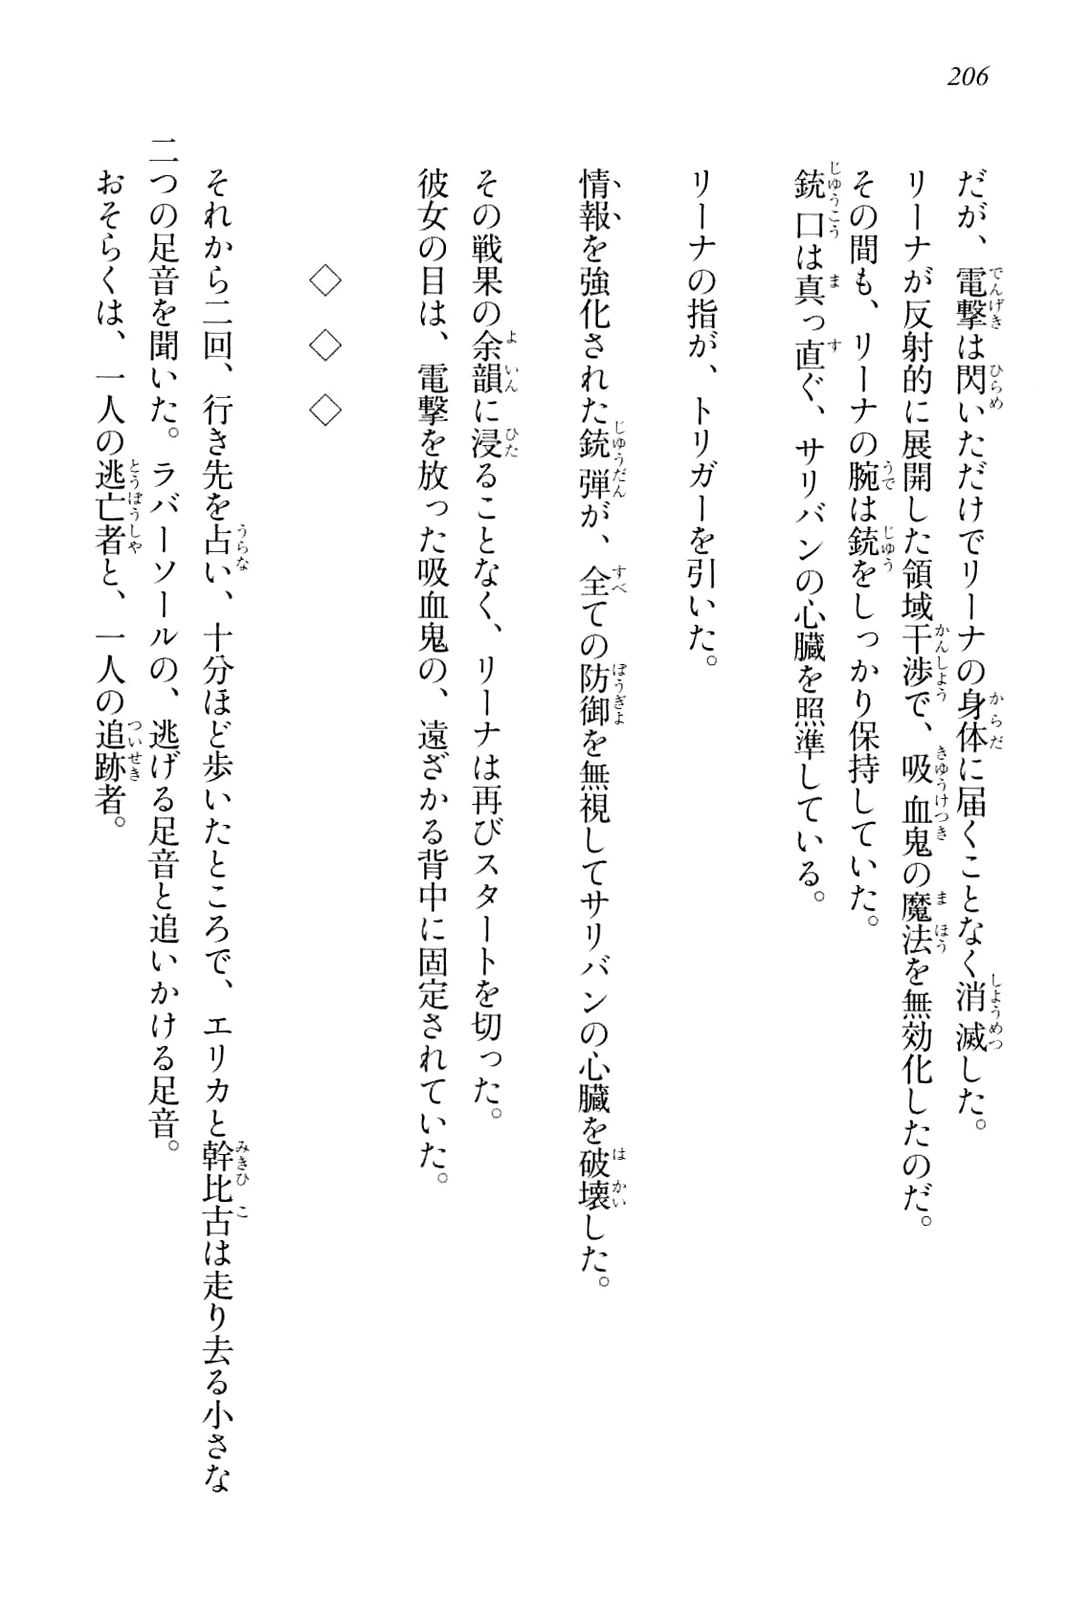 206
だが、電撃は閃いただけでリーナの身体に届くことなく消滅した。
リーナが反射的に展開した領域干渉で、吸血鬼の魔法を無効化したのだ。
その間も、リーナの腕は銃をしっかり保持していた。
銃口は真っ直ぐ、サリバンの心臓を照準している。
リーナの指が、トリガーを引いた。
情報を強化された銃弾が、全ての防御を無視してサリバンの心臓を破壊した。
その戦果の余韻に浸ることなく、リーナは再びスタートを切った。
彼女の目は、電撃を放った吸血鬼の、遠ざかる背中に固定されていた。
◇ ◇ ◇
それから二回、行き先を占い、十分ほど歩いたところで、エリカと幹比古は走り去る小さな
二つの足音を聞いた。ラバーソールの、逃げる足音と追いかける足音。
おそらくは、一人の逃亡者と、一人の追跡者。